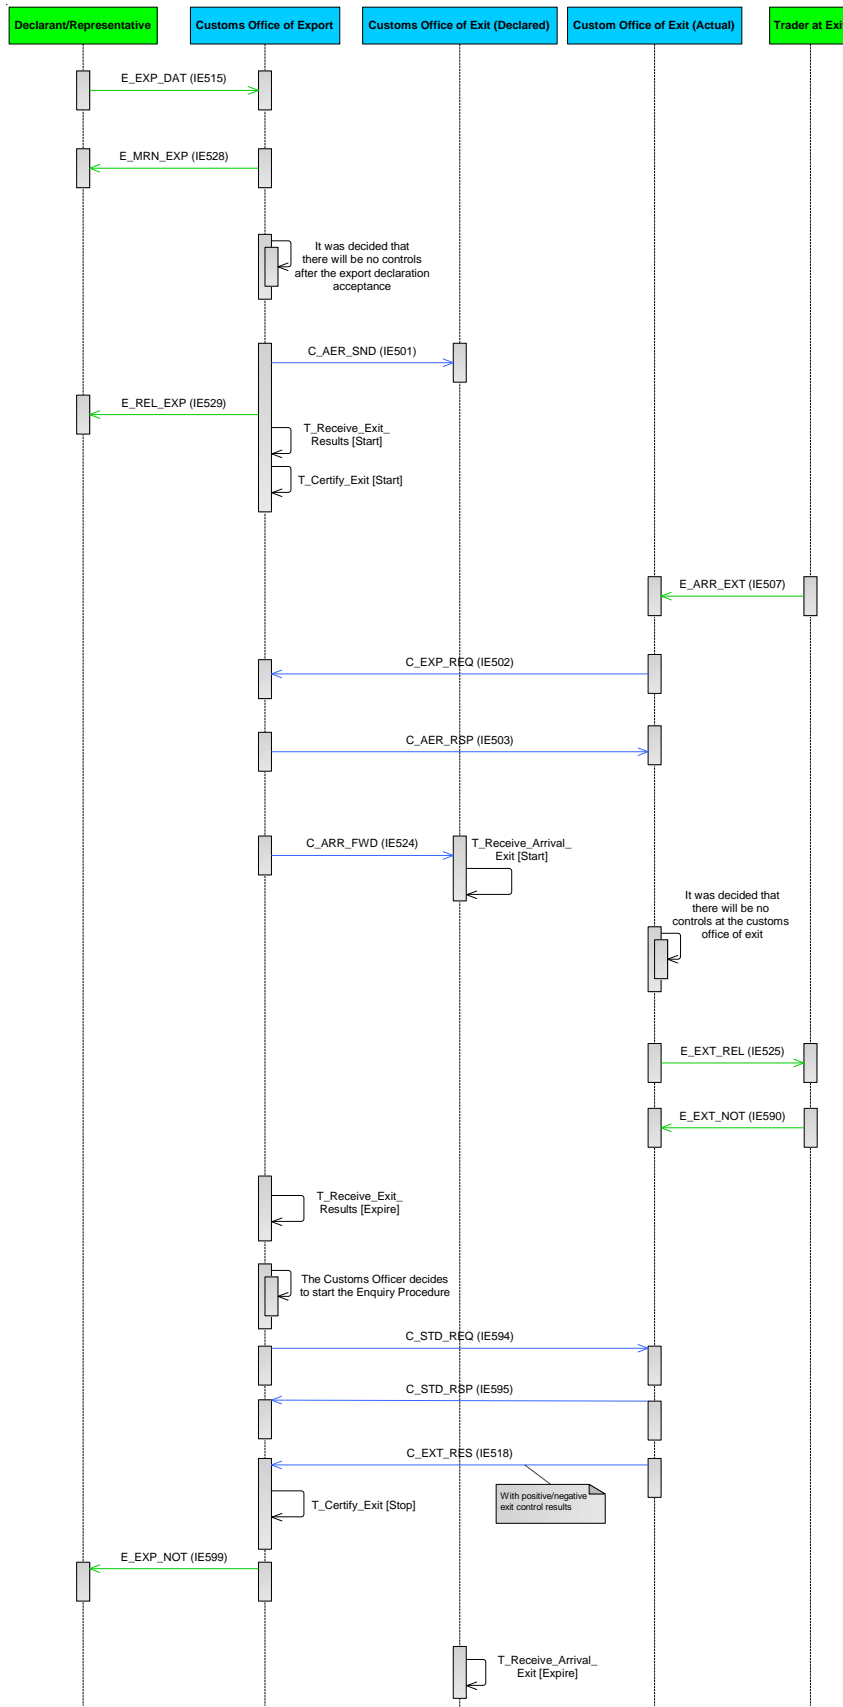 Declarant/Representative
Customs Office of Export
Customs Office of Exit (Declared)
Custom Office of Exit (Actual)
Trader at Exi
E_EXP_DAT (IE515)
E_MRN_EXP (IE528)
It was decided that
there will be no controls
after the export declaration
acceptance
C_AER_SND (IE501)
E_REL_EXP (IE529)
T_Receive_Exit_
Results [Start]
T_Certify_Exit [Start]
E_ARR_EXT (IE507)
C_EXP_REQ (IE502)
C_AER_RSP (IE503)
C_ARR_FWD (IE524)
T_Receive_Arrival_
Exit [Start]
It was decided that
there will be no
controls at the customs
office of exit
E_EXT_REL (IE525)
E_EXT_NOT (IE590)
T_Receive_Exit_
Results [Expire]
The Customs Officer decides
to start the Enquiry Procedure
C_STD_REQ (IE594)
C_STD_RSP (IE595)
C_EXT_RES (IE518)
With positive/negative
exit control results
T_Certify_Exit [Stop]
E_EXP_NOT (IE599)
T_Receive_Arrival_
Exit [Expire]